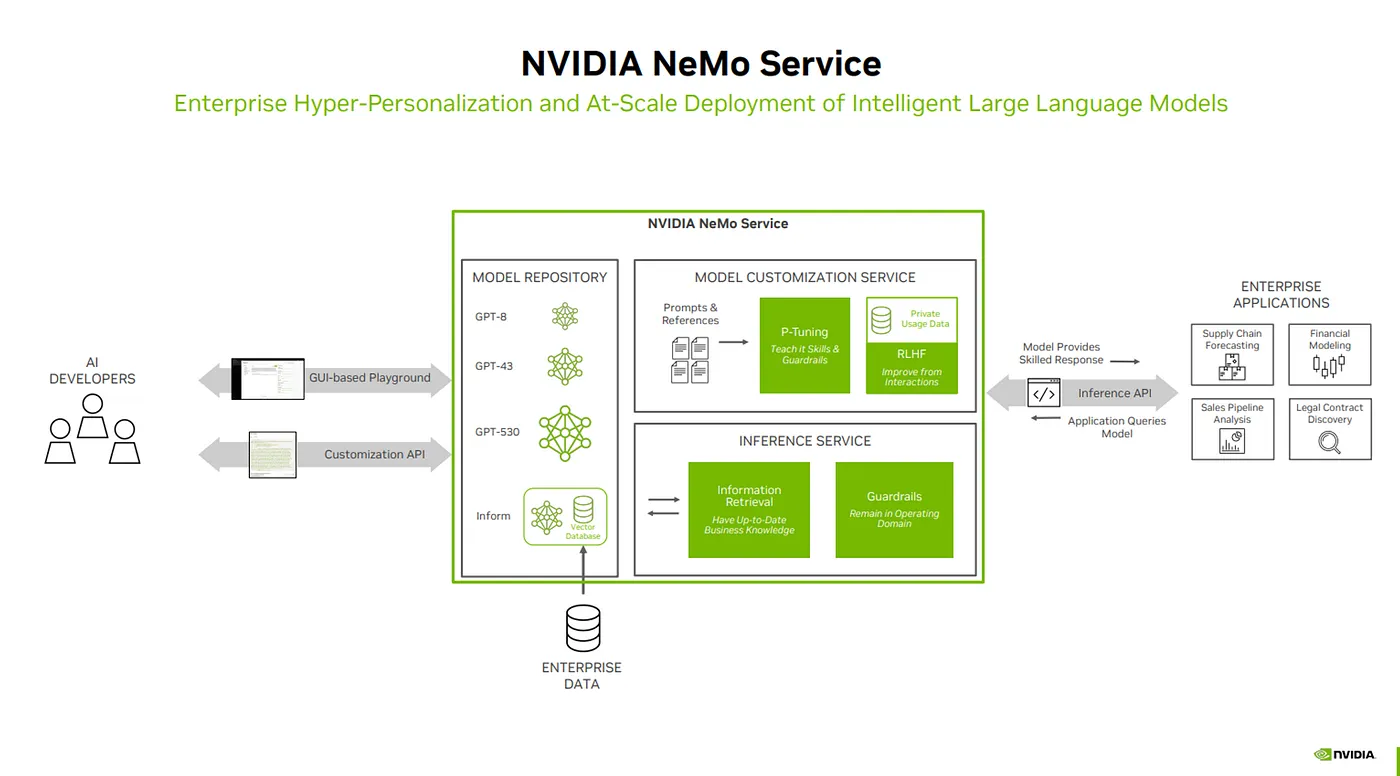 NVIDIA NeMo Service
Enterprise Hyper-Personalization and At-Scale Deployment of Intelligent Large Language Models
AI
DEVELOPERS
GUI-based Playground
Customization API
NVIDIA NeMo Service
MODEL REPOSITORY
GPT-8
GPT-43
GPT-530
Inform
Vector
Database
ENTERPRISE
DATA
MODEL CUSTOMIZATION SERVICE
Prompts &
References
P-Tuning
Teach it Skills &
Guardrails
Private
Usage Data
RLHF
Improve from
Interactions
INFERENCE SERVICE
Information
Retrieval
Have Up-to-Date
Business Knowledge
Guardrails
Remain in Operating
Domain
Model Provides
Skilled Response
</>
Inference API
Application Queries
Model
ENTERPRISE
APPLICATIONS
Supply Chain
Forecasting
Financial
Modeling
Sales Pipeline
Analysis
Legal Contract
Discovery
NVIDIA.